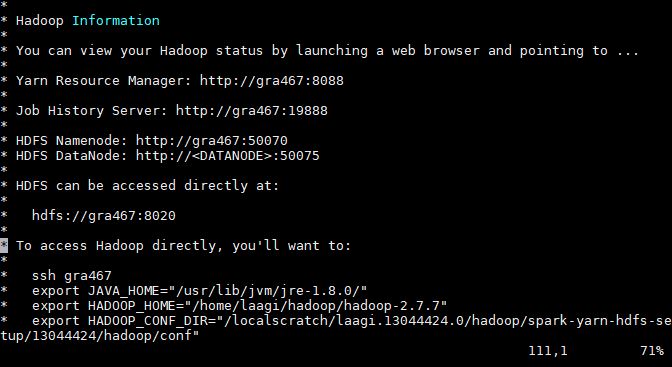 *
* Hadoop Information
*
* You can view your Hadoop status by launching a web browser and pointing to ...
*
* Yarn Resource Manager: http://gra467:8088
*
* Job History Server: http://gra467:19888
*
* HDFS Namenode: http://gra467:50070
* HDFS DataNode: http://<DATANODE>:50075
*
* HDFS can be accessed directly at:
*
*   hdfs://gra467:8020
*
* To access Hadoop directly, you'll want to:
*
*   ssh gra467
*   export JAVA_HOME="/usr/lib/jvm/jre-1.8.0/"
*   export HADOOP_HOME="/home/laagi/hadoop/hadoop-2.7.7"
*   export HADOOP_CONF_DIR="/localscratch/laagi.13044424.0/hadoop/spark-yarn-hdfs-se
tup/13044424/hadoop/conf"
111,1 71%